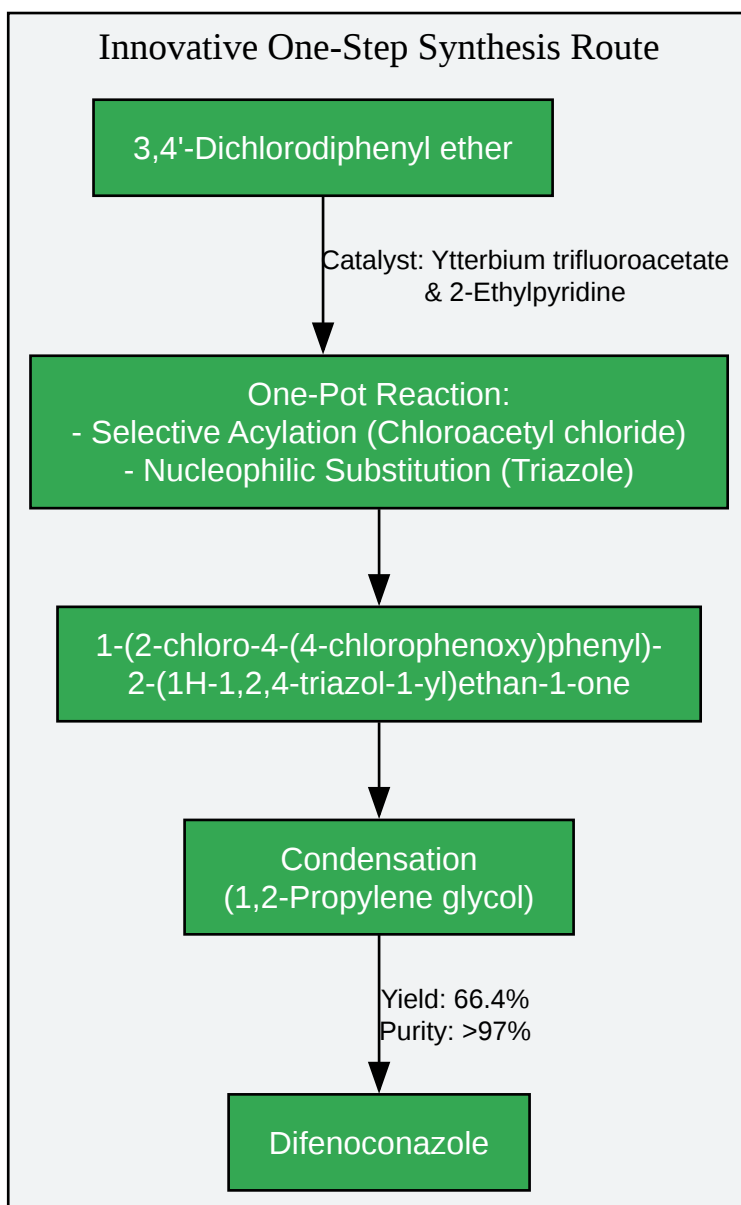 Innovative One-Step Synthesis Route
3,4'-Dichlorodiphenyl ether
Catalyst: Ytterbium trifluoroacetate
& 2-Ethylpyridine
One-Pot Reaction:
- Selective Acylation (Chloroacetyl chloride)
- Nucleophilic Substitution (Triazole)
1-(2-chloro-4-(4-chlorophenoxy)phenyl)-
2-(1H-1,2,4-triazol-1-yl)ethan-1-one
Condensation
(1,2-Propylene glycol)
Yield: 66.4%
Purity: >97%
Difenoconazole